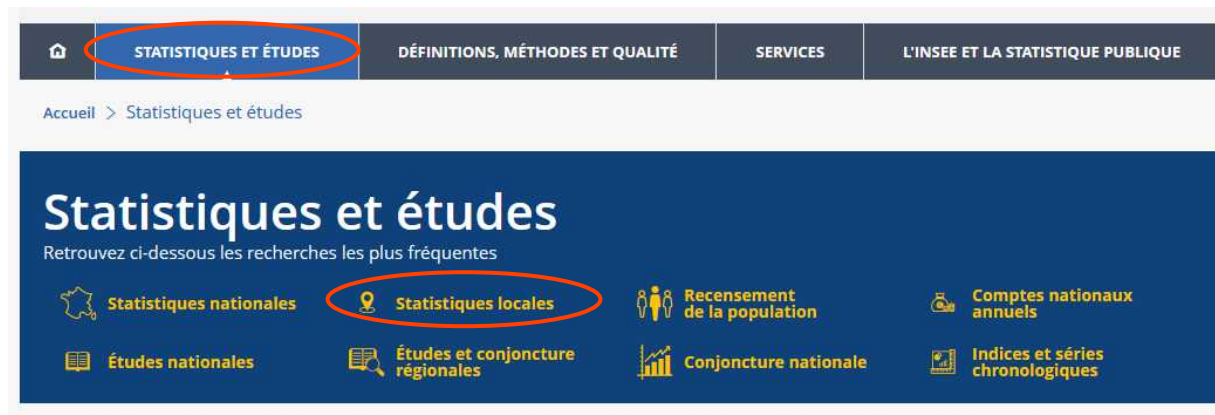 STATISTIQUES ET ÉTUDES
DÉFINITIONS, MÉTHODES ET QUALITÉ
SERVICES
L'INSEE ET LA STATISTIQUE PUBLIQUE
Accueil > Statistiques et études
Statistiques et études
Retrouvez ci-dessous les recherches les plus fréquentes
Statistiques nationales
Statistiques locales
Recensement
de la population
Comptes nationaux
annuels
Études nationales
Études et conjoncture
régionales
Conjoncture nationale
Indices et séries
chronologiques